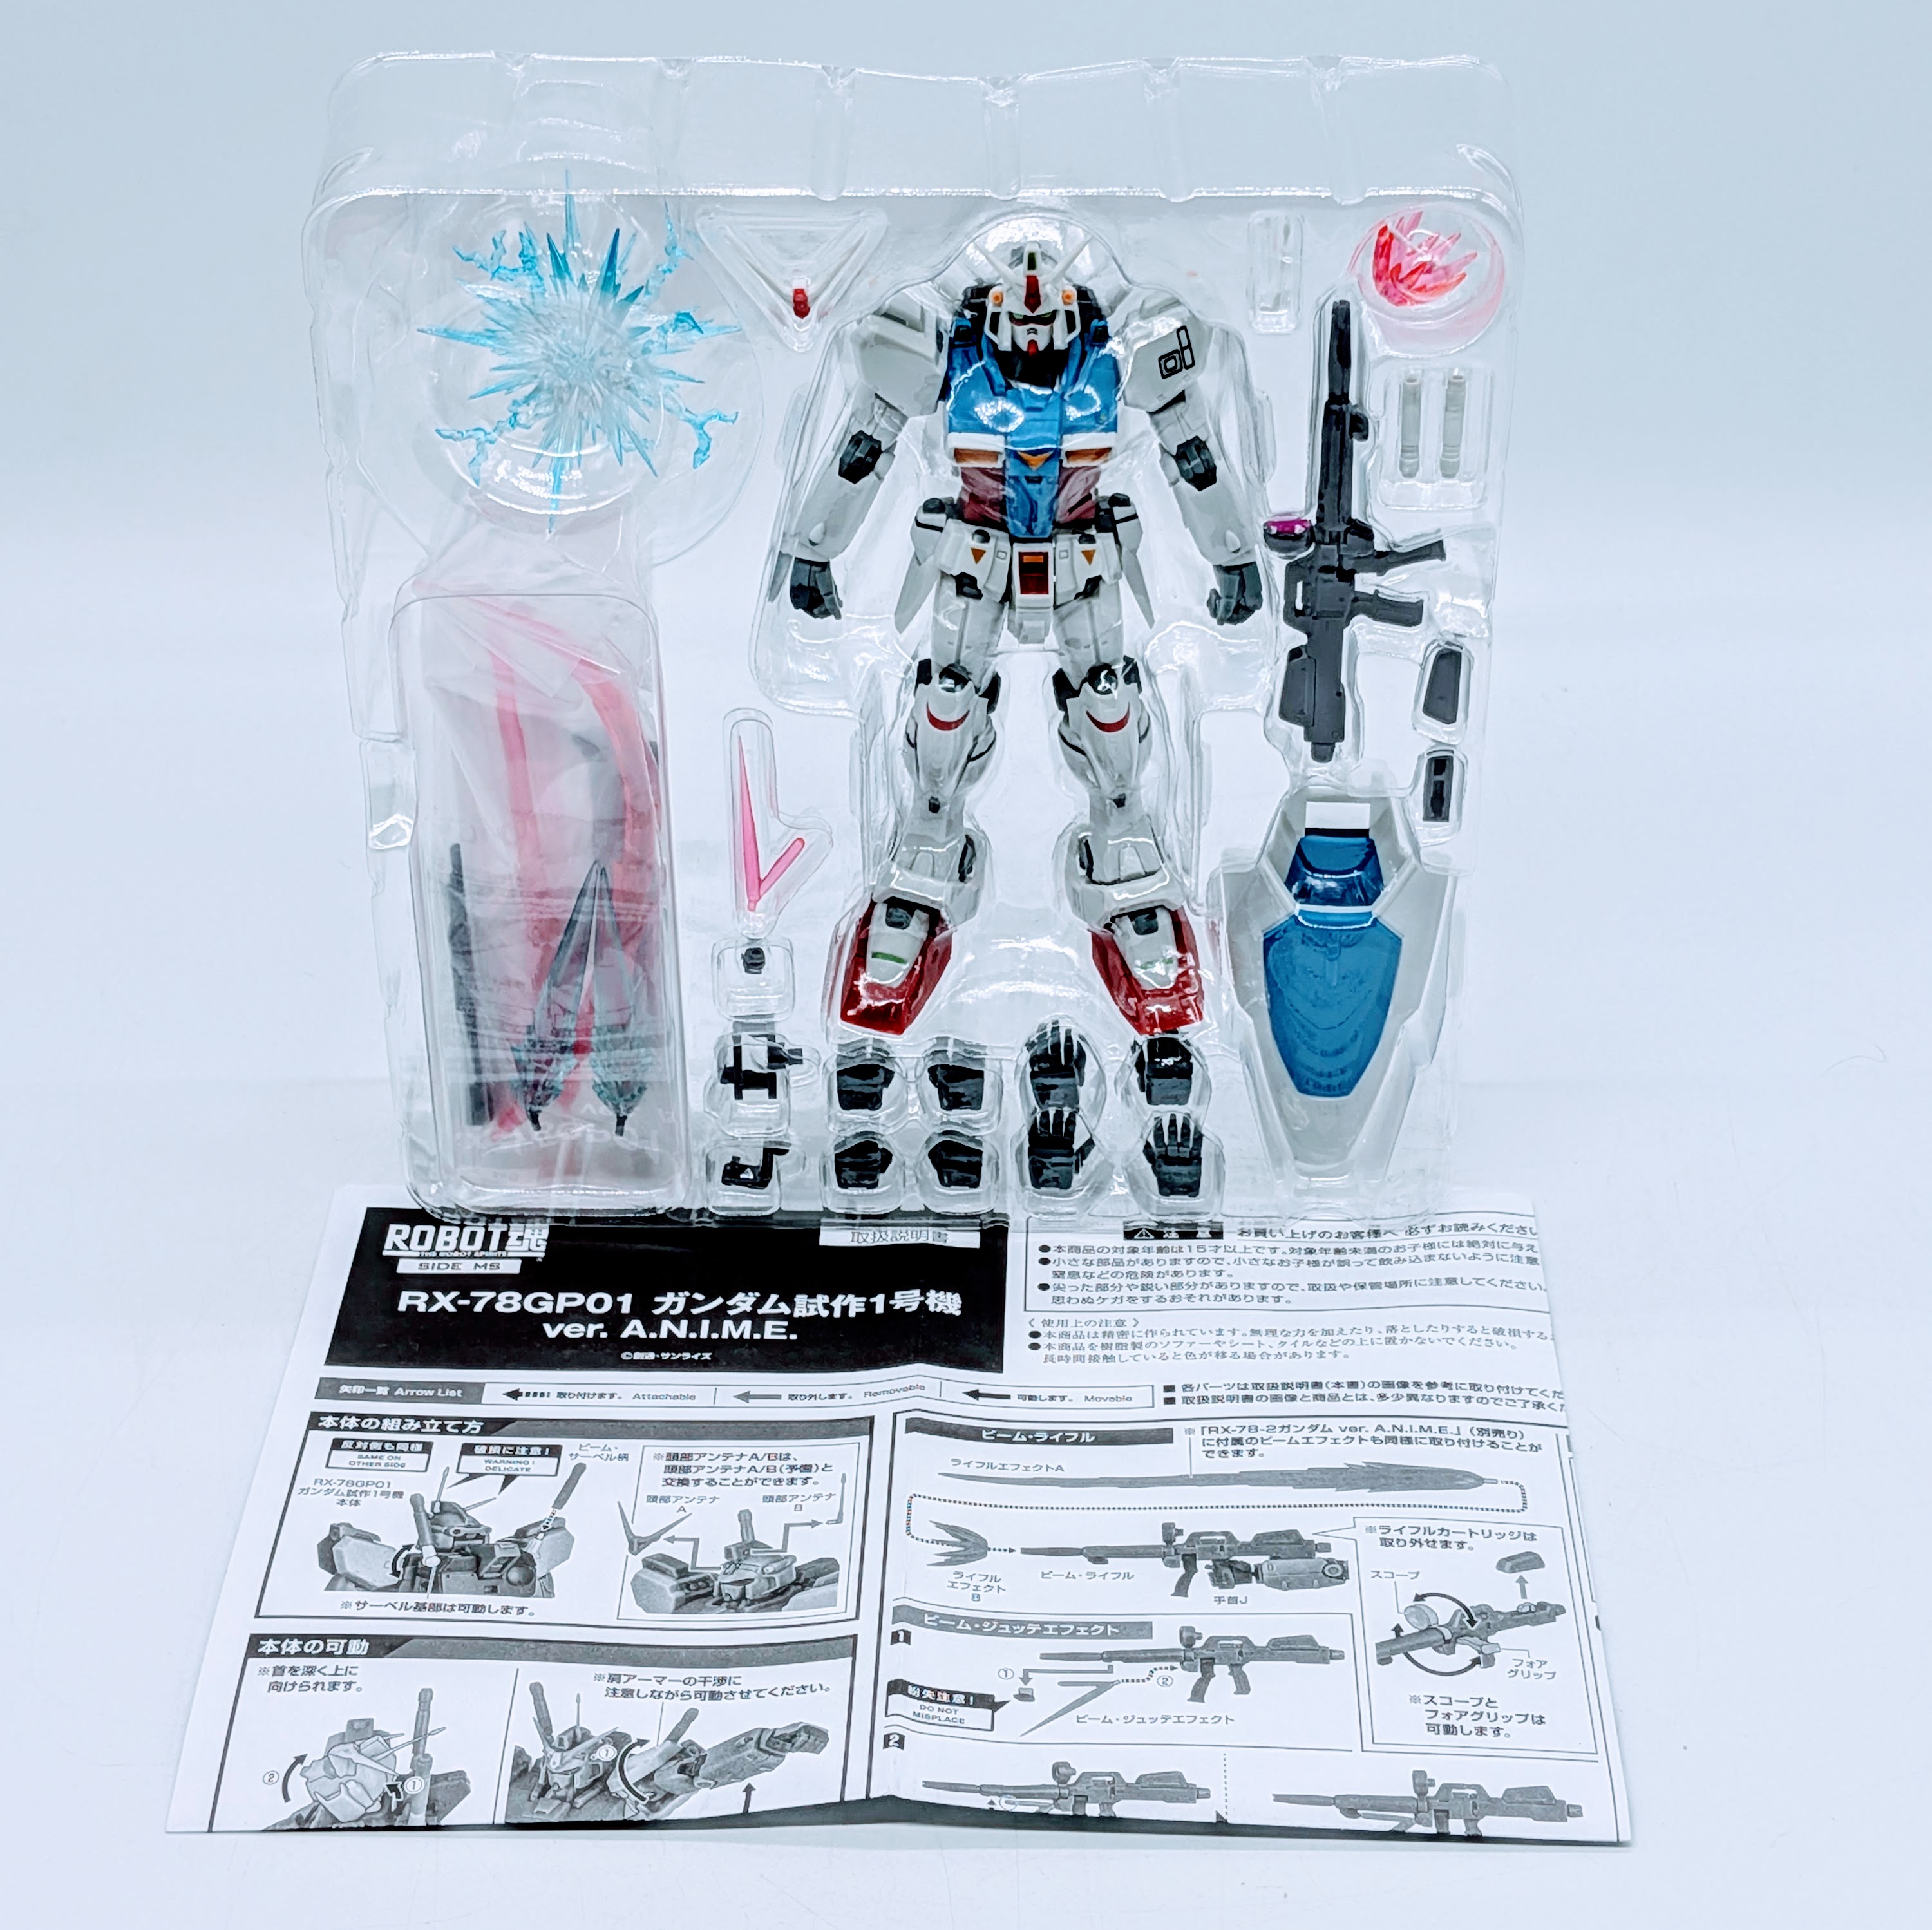 ROBOT魂
THE ROBOT SPIRITS
SIDE MS
取扱説明書
RX-78GP01 ガンダム試作1号機
ver. A.N.I.M.E.
©創通・サンライズ
注 意 お買い上げのお客様へ 必ずお読みください
●本商品の対象年齢は15才以上です。対象年齢未満のお子様には絶対に与え
●小さな部品がありますので、小さなお子様が誤って飲み込まないように注意
窒息などの危険があります。
●尖った部分や鋭い部分がありますので、取扱や保管場所に注意してください。
思わぬケガをするおそれがあります。
《 使用上の注意 》
●本商品は精密に作られています。無理な力を加えたり、落としたりすると破損する
●本商品を樹脂製のソファーやシート、タイルなどの上に置かないでください。
長時間接触していると色が移る場合があります。
矢印一覧 Arrow List
取り付けます。 Attachable
取り外します。 Removable
可動します。 Movable
■ 各パーツは取扱説明書(本書)の画像を参考に取り付けてくだ
■ 取扱説明書の画像と商品とは、多少異なりますのでご了承くだ
本体の組み立て方
反対側も同様
SAME ON
OTHER SIDE
破損に注意!
WARNING!
DELICATE
ビーム・
サーベル柄
RX-78GP01
ガンダム試作1号機
本体
※サーベル基部は可動します。
※頭部アンテナA/Bは、
頭部アンテナA/B(予備)と
交換することができます。
頭部アンテナ
A
頭部アンテナ
B
本体の可動
※首を深く上に
向けられます。
②
①
※肩アーマーの干渉に
注意しながら可動させてください。
①
ビーム・ライフル
※「RX-78-2ガンダム ver. A.N.I.M.E.」(別売り)
に付属のビームエフェクトも同様に取り付けることが
できます。
ライフルエフェクトA
ライフル
エフェクト
B
ビーム・ライフル
手首J
※ライフルカートリッジは
取り外せます。
スコープ
フォア
グリップ
※スコープと
フォアグリップは
可動します。
ビーム・ジュッテエフェクト
1
①
②
紛失注意!
DO NOT
MISPLACE
ビーム・ジュッテエフェクト
2